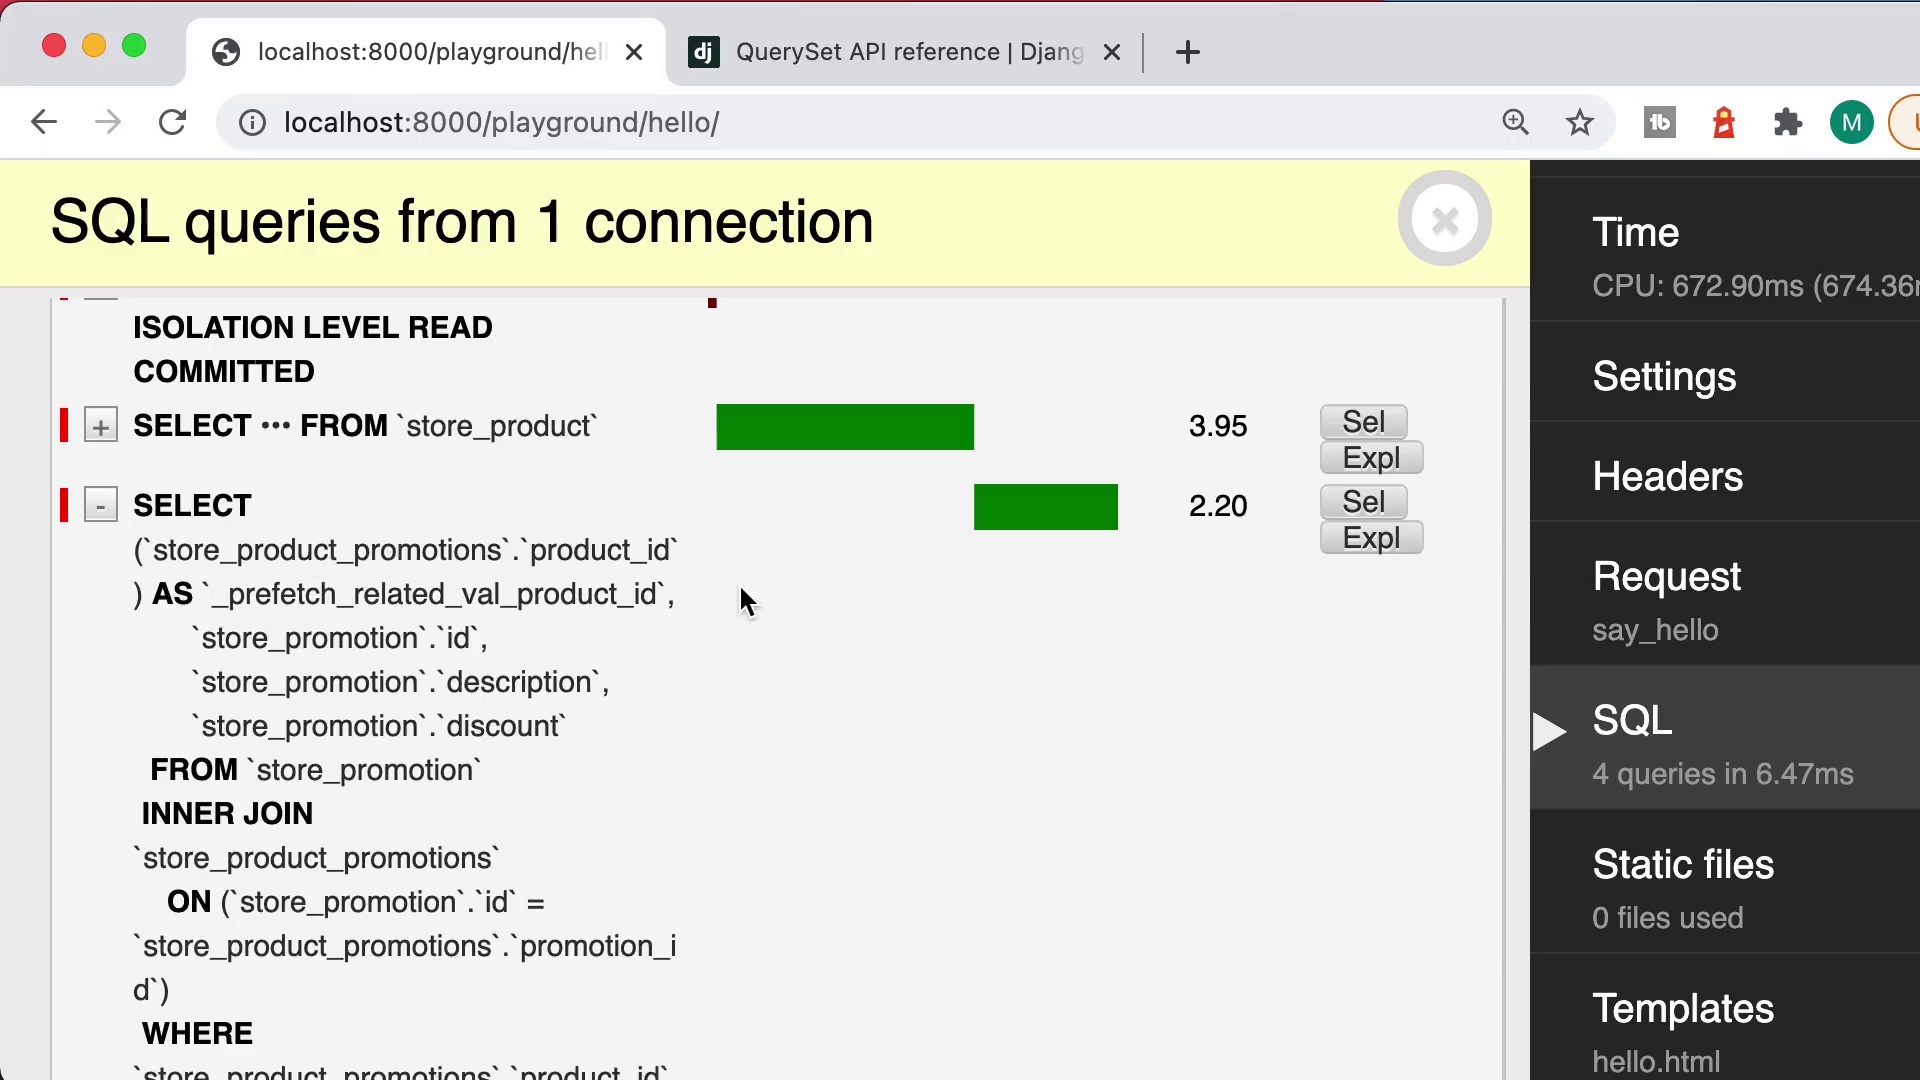 localhost:8000/playground/hel
QuerySet API reference | Djang
localhost:8000/playground/hello/
M
SQL queries from 1 connection
ISOLATION LEVEL READ
COMMITTED
+ SELECT ••• FROM `store_product` 3.95 Sel
Expl
- SELECT 2.20 Sel
Expl
(`store_product_promotions`.`product_id`
) AS `_prefetch_related_val_product_id`,
`store_promotion`.`id`,
`store_promotion`.`description`,
`store_promotion`.`discount`
FROM `store_promotion`
INNER JOIN
`store_product_promotions`
ON (`store_promotion`.`id` =
`store_product_promotions`.`promotion_i
d`)
WHERE
`store_product_promotions`.`product_id`
Time
CPU: 672.90ms (674.36
Settings
Headers
Request
say_hello
SQL
4 queries in 6.47ms
Static files
0 files used
Templates
hello.html